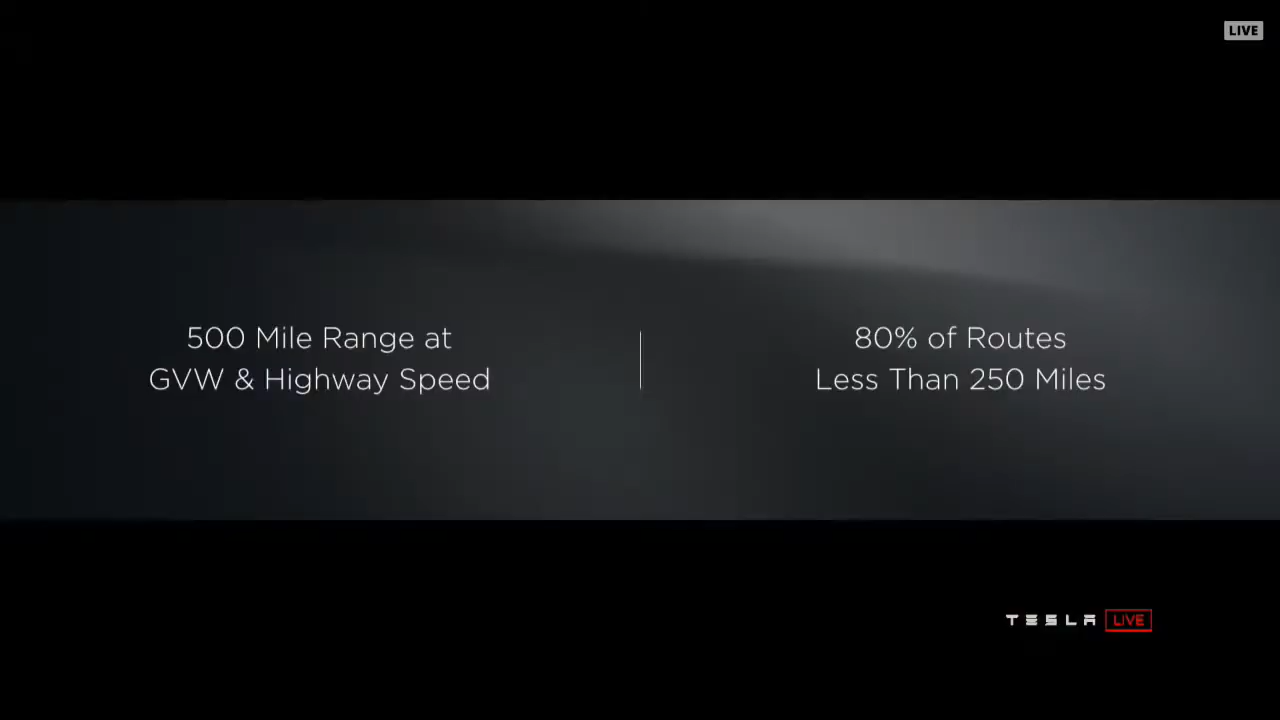 LIVE
500 Mile Range at
GVW & Highway Speed
80% of Routes
Less Than 250 Miles
TESLA LIVE